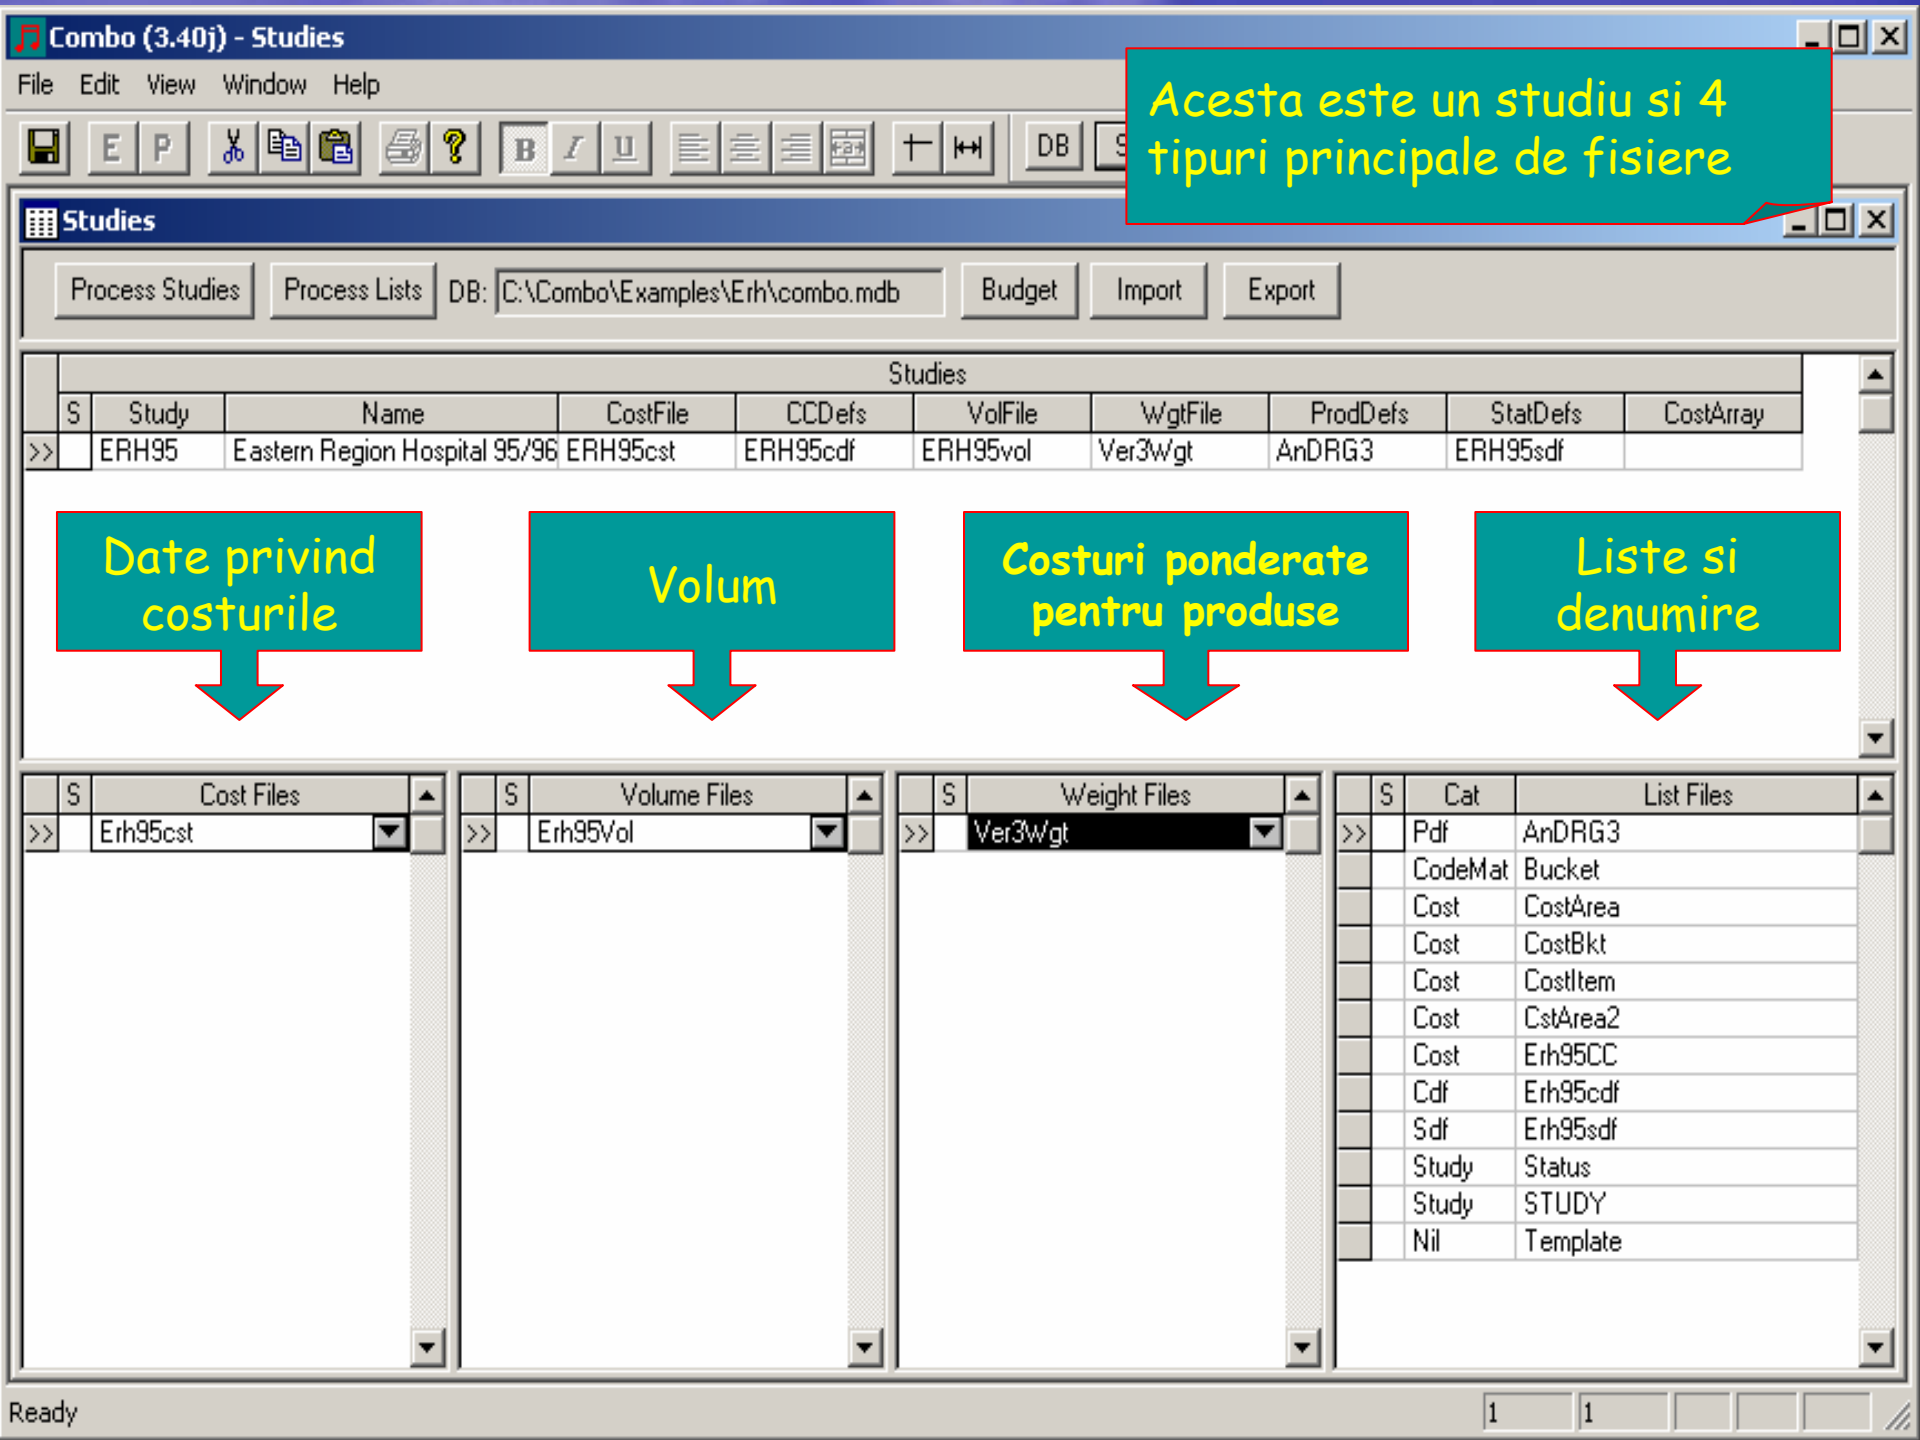 Combo (3.40j) - Studies
File Edit View Window Help
Acesta este un studiu si 4
tipuri principale de fisiere
E P B I U DB
Studies
Process Studies Process Lists DB: C:\Combo\Examples\Erh\combo.mdb Budget Import Export
Studies
S Study Name CostFile CCDefs VolFile WgtFile ProdDefs StatDefs CostArray
>> ERH95 Eastern Region Hospital 95/96 ERH95cst ERH95cdf ERH95vol Ver3Wgt AnDRG3 ERH95sdf
Date privind
costurile
Volum
Costuri ponderate
pentru produse
Liste si
denumire
S Cost Files
>> Erh95cst
S Volume Files
>> Erh95Vol
S Weight Files
>> Ver3Wgt
S Cat List Files
>> Pdf AnDRG3
CodeMat Bucket
Cost CostArea
Cost CostBkt
Cost CostItem
Cost CstArea2
Cost Erh95CC
Cdf Erh95cdf
Sdf Erh95sdf
Study Status
Study STUDY
Nil Template
Ready 1 1